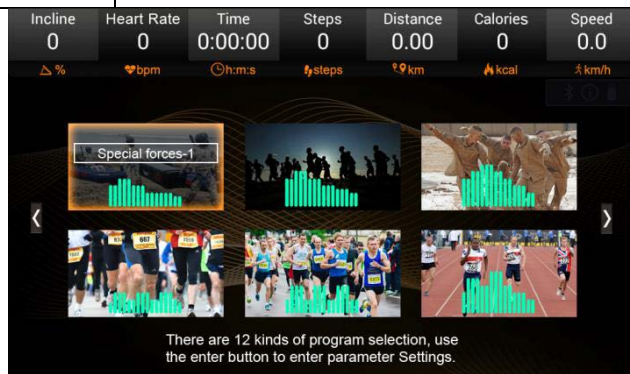 Incline Heart Rate Time Steps Distance Calories Speed
0 0 0:00:00 0 0.00 0 0.0
% bpm h:m:s steps km kcal km/h
Special forces-1
667
There are 12 kinds of program selection, use
the enter button to enter parameter Settings.